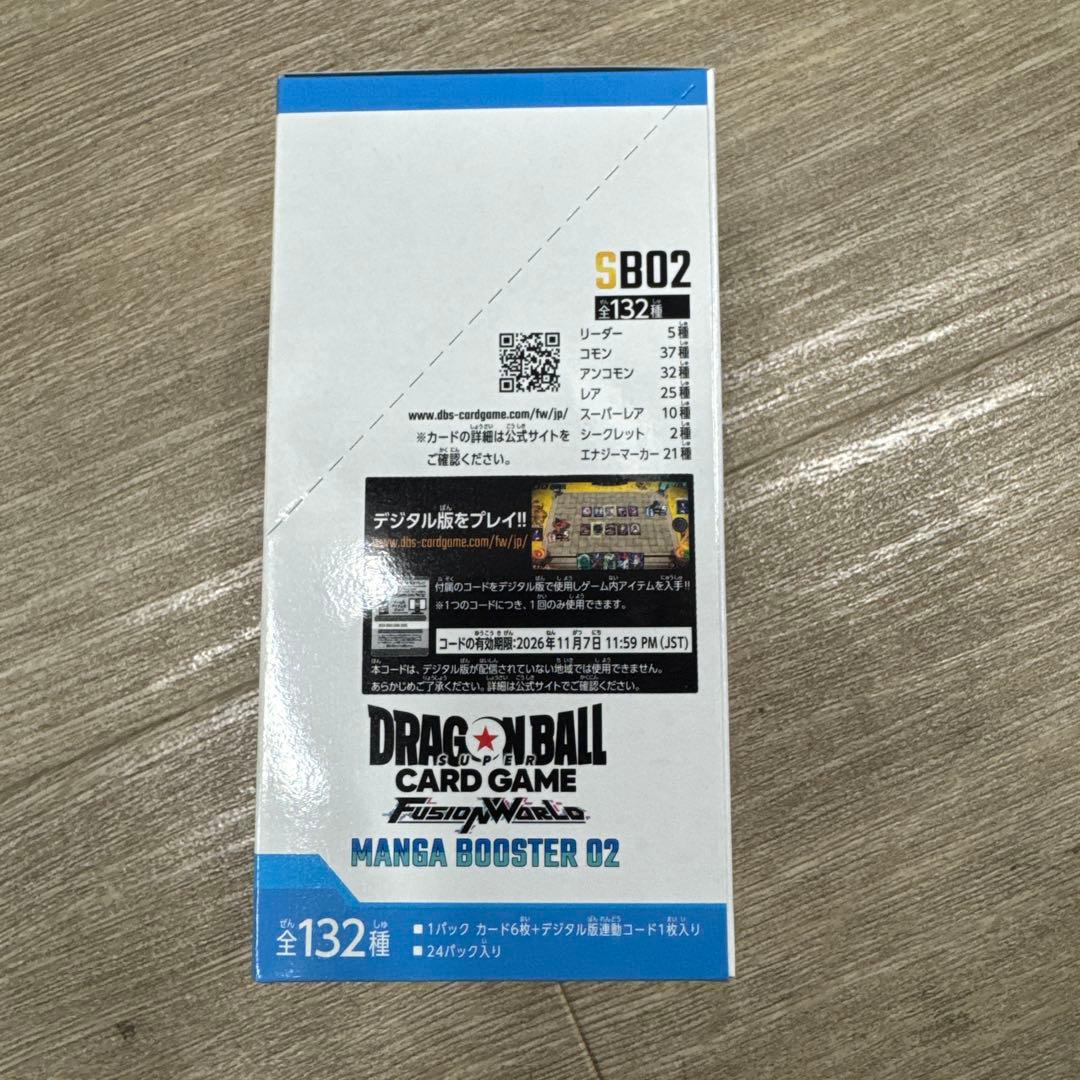 SB02
全132種
リーダー 5種
コモン 37種
アンコモン 32種
レア 25種
スーパーレア 10種
シークレット 2種
エナジーマーカー 21種
www.dbs-cardgame.com/fw/jp/
※カードの詳細は公式サイトを
ご確認ください。
デジタル版をプレイ!!
www.dbs-cardgame.com/fw/jp/
付属のコードをデジタル版で使用しゲーム内アイテムを入手!!
※1つのコードにつき、1回のみ使用できます。
コードの有効期限:2026年11月7日 11:59 PM (JST)
本コードは、デジタル版が配信されていない地域では使用できません。
あらかじめご了承ください。詳細は公式サイトでご確認ください。
DRAGON BALL
SUPER
CARD GAME
FUSION WORLD
MANGA BOOSTER 02
全132種
■1パック カード6枚+デジタル版連動コード1枚入り
■24パック入り